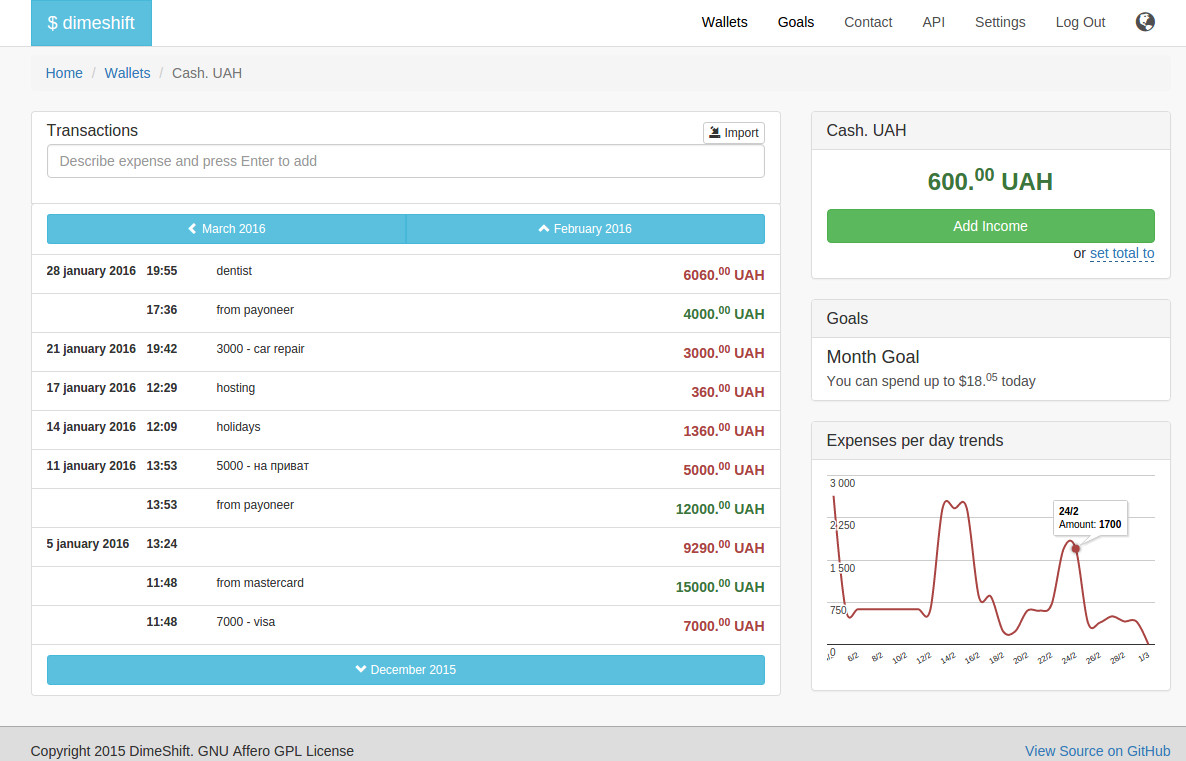 $ dimeshift
Wallets Goals Contact API Settings Log Out
Home / Wallets / Cash. UAH
Transactions
Import
Describe expense and press Enter to add
March 2016 February 2016
28 january 2016 19:55 dentist 6060.00 UAH
17:36 from payoneer 4000.00 UAH
21 january 2016 19:42 3000 - car repair 3000.00 UAH
17 january 2016 12:29 hosting 360.00 UAH
14 january 2016 12:09 holidays 1360.00 UAH
11 january 2016 13:53 5000 - на приват 5000.00 UAH
13:53 from payoneer 12000.00 UAH
5 january 2016 13:24 9290.00 UAH
11:48 from mastercard 15000.00 UAH
11:48 7000 - visa 7000.00 UAH
December 2015
Cash. UAH
600.00 UAH
Add Income
or set total to
Goals
Month Goal
You can spend up to $18.05 today
Expenses per day trends
3 000
2 250
1 500
750
0
24/2
Amount: 1700
6/2 8/2 10/2 12/2 14/2 16/2 18/2 20/2 22/2 24/2 26/2 28/2 1/3
Copyright 2015 DimeShift. GNU Affero GPL License
View Source on GitHub